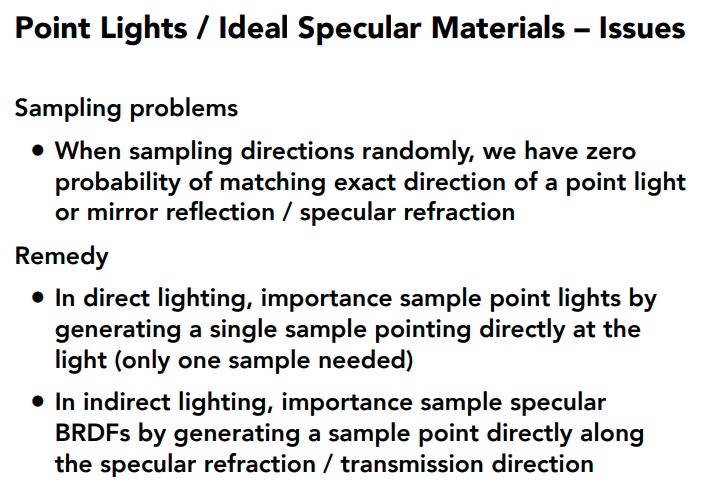 Point Lights / Ideal Specular Materials – Issues
Sampling problems
• When sampling directions randomly, we have zero
probability of matching exact direction of a point light
or mirror reflection / specular refraction
Remedy
• In direct lighting, importance sample point lights by
generating a single sample pointing directly at the
light (only one sample needed)
• In indirect lighting, importance sample specular
BRDFs by generating a sample point directly along
the specular refraction / transmission direction